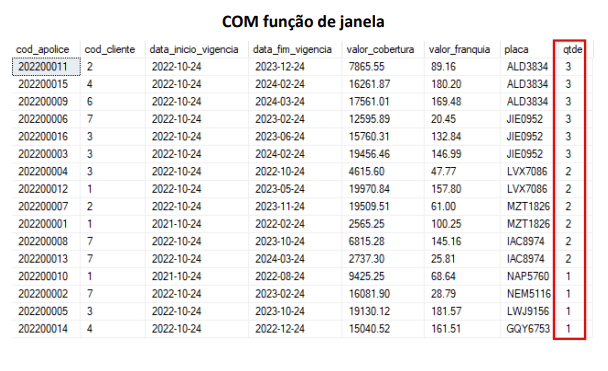 COM função de janela
cod_apolice cod_cliente data_inicio_vigencia data_fim_vigencia valor_cobertura valor_franquia placa qtde
202200011 2 2022-10-24 2023-12-24 7865.55 89.16 ALD3834 3
202200015 4 2022-10-24 2024-02-24 16261.87 180.20 ALD3834 3
202200009 6 2022-10-24 2024-03-24 17561.01 169.48 ALD3834 3
202200006 7 2022-10-24 2023-02-24 12595.89 20.45 JIE0952 3
202200016 3 2022-10-24 2023-06-24 15760.31 132.84 JIE0952 3
202200003 3 2022-10-24 2024-02-24 19456.46 146.99 JIE0952 3
202200004 3 2022-10-24 2022-10-24 4615.60 47.77 LVX7086 2
202200012 1 2022-10-24 2023-05-24 19970.84 157.80 LVX7086 2
202200007 2 2022-10-24 2023-11-24 19509.51 61.00 MZT1826 2
202200001 1 2021-10-24 2022-02-24 2565.25 100.25 MZT1826 2
202200008 7 2022-10-24 2023-10-24 6815.28 145.16 IAC8974 2
202200013 7 2022-10-24 2024-03-24 2737.30 25.81 IAC8974 2
202200010 1 2021-10-24 2022-08-24 9425.25 68.64 NAP5760 1
202200002 7 2022-10-24 2023-02-24 16081.90 28.79 NEM5116 1
202200005 3 2022-10-24 2023-10-24 19130.12 181.57 LWJ9156 1
202200014 4 2022-10-24 2022-12-24 15040.52 161.51 GQY6753 1